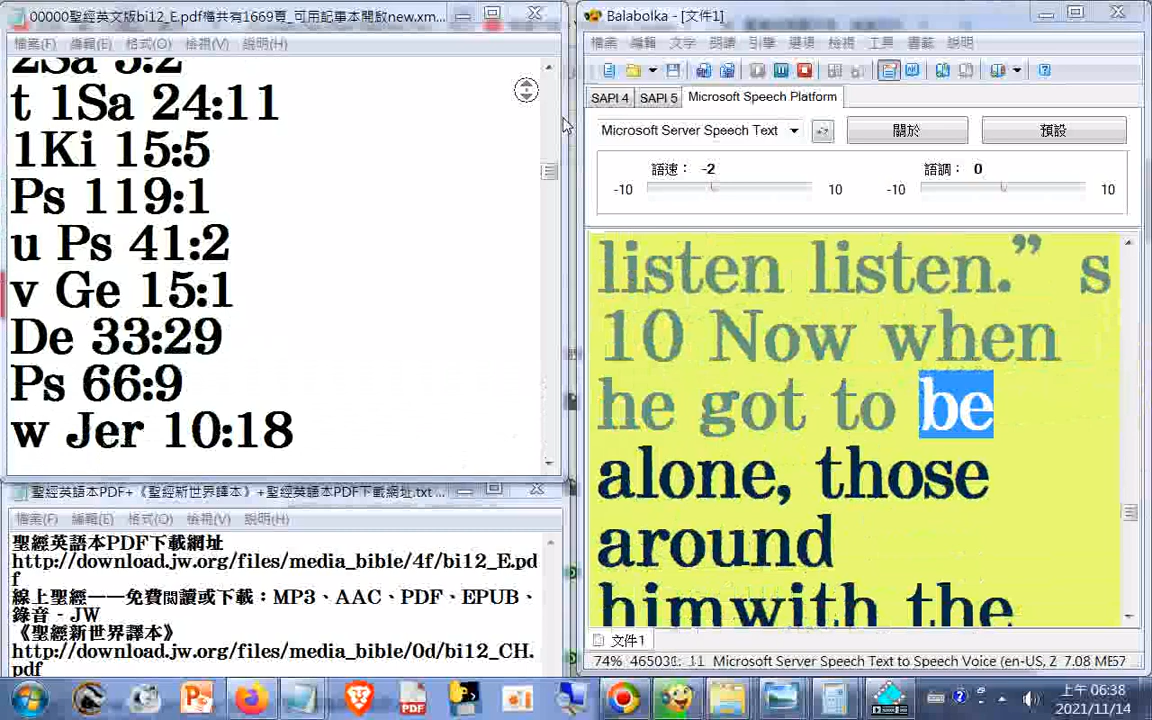 00000聖經英文版bi12_E.pdf檔共有1669頁_可用記事本開啟new.xm...
檔案(F) 編輯(E) 格式(O) 檢視(V) 說明(H)
2Sa 5:2
t 1Sa 24:11
1Ki 15:5
Ps 119:1
u Ps 41:2
v Ge 15:1
De 33:29
Ps 66:9
w Jer 10:18
聖經英語本PDF+《聖經新世界譯本》+聖經英語本PDF下載網址.txt ...
檔案(F) 編輯(E) 格式(O) 檢視(V) 說明(H)
聖經英語本PDF下載網址
http://download.jw.org/files/media_bible/4f/bi12_E.pd
f
線上聖經——免費閱讀或下載：MP3、AAC、PDF、EPUB、
錄音 - JW
《聖經新世界譯本》
http://download.jw.org/files/media_bible/0d/bi12_CH.
pdf
Balabolka - [文件1]
檔案 編輯 文字 朗讀 引擎 選項 檢視 工具 書籤 說明
SAPI 4 SAPI 5 Microsoft Speech Platform
Microsoft Server Speech Text
關於
預設
語速： -2
語調： 0
-10
10
-10
10
listen listen.” s
10 Now when
he got to be
alone, those
around
himwith the
文件1
74%
Microsoft Server Speech Text to Speech Voice (en-US, Z
7.08 MB
上午 06:38
2021/11/14